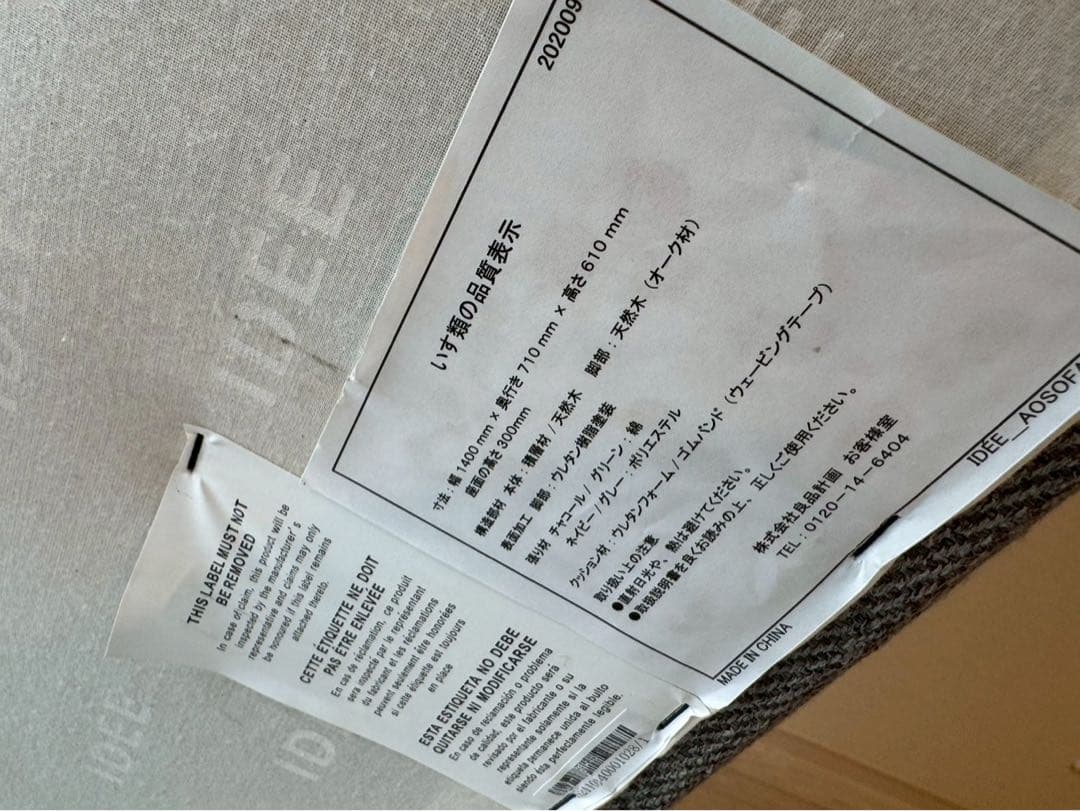 202009
いす類の品質表示
寸法：幅 1400 mm × 奥行き 710 mm × 高さ 610 mm
座面の高さ 300mm
構造部材 本体：積層材 / 天然木 脚部：天然木（オーク材）
表面加工 脚部：ウレタン樹脂塗装
張り材 チャコール / グリーン：綿
ネイビー / グレー：ポリエステル
クッション材：ウレタンフォーム / ゴムバンド（ウェービングテープ）
取り扱い上の注意
●直射日光や、熱は避けてください。
●取扱説明書を良くお読みの上、正しくご使用ください。
株式会社良品計画 お客様室
TEL：0120-14-6404
MADE IN CHINA
IDEE_AOSOFA
THIS LABEL MUST NOT
BE REMOVED
In case of claim, this product will be
inspected by the manufacturer's
representative and claims may only
be honoured if this label remains
attached thereto.
CETTE ÉTIQUETTE NE DOIT
PAS ÊTRE ENLEVÉE
En cas de réclamation, ce produit
sera inspecté par le représentant
du fabricant et les réclamations
peuvent seulement être honorées
si cette étiquette est toujours
en place
ESTA ESTIQUETA NO DEBE
QUITARSE NI MODIFICARSE
En caso de reclamación o problema
de calidad, este producto será
revisado por el fabricante o su
representante solamente si la
etiqueta permanece unida al bulto
siendo ésta perfectamente legible.
IDÉE
IDEE
ID